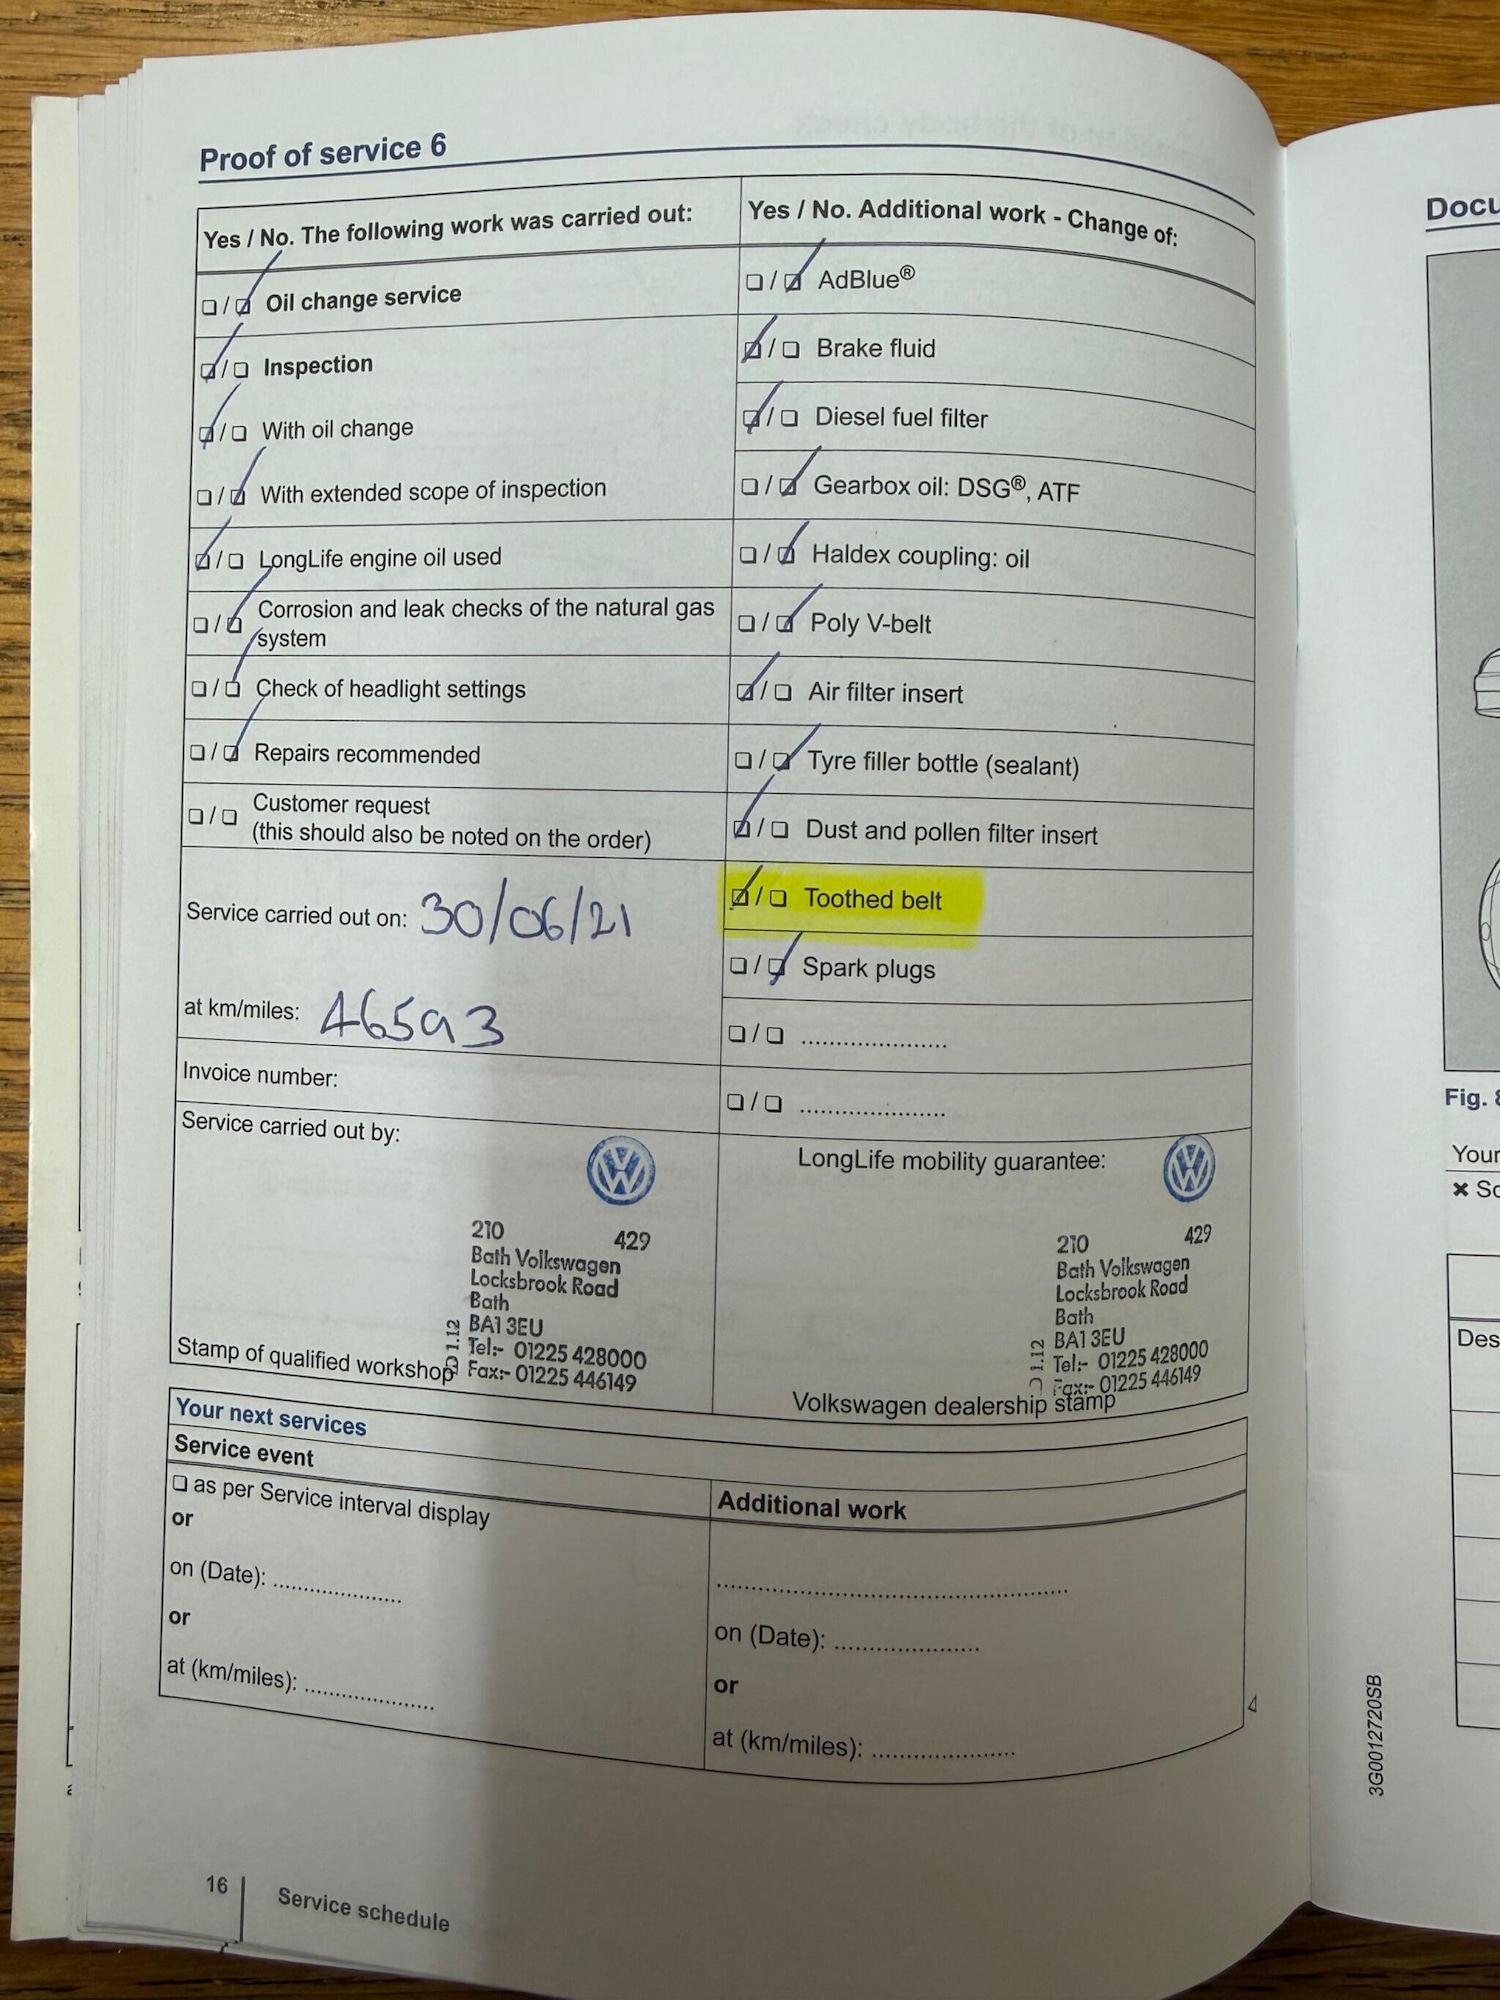 Proof of service 6
Yes / No. The following work was carried out:
☐ / ☑ Oil change service
☑ / ☐ Inspection
☑ / ☐ With oil change
☐ / ☑ With extended scope of inspection
☑ / ☐ LongLife engine oil used
☐ / ☑ Corrosion and leak checks of the natural gas
system
☐ / ☑ Check of headlight settings
☐ / ☑ Repairs recommended
☐ / ☐ Customer request
(this should also be noted on the order)
Service carried out on: 30/06/21
at km/miles: 46593
Invoice number:
Service carried out by:
210 429
Bath Volkswagen
Locksbrook Road
Bath
BA1 3EU
Tel:- 01225 428000
Fax:- 01225 446149
1.12
Stamp of qualified workshop
Yes / No. Additional work - Change of:
☐ / ☑ AdBlue®
☑ / ☐ Brake fluid
☑ / ☐ Diesel fuel filter
☐ / ☑ Gearbox oil: DSG®, ATF
☐ / ☑ Haldex coupling: oil
☐ / ☑ Poly V-belt
☑ / ☐ Air filter insert
☐ / ☑ Tyre filler bottle (sealant)
☑ / ☐ Dust and pollen filter insert
☑ / ☐ Toothed belt
☐ / ☑ Spark plugs
☐ / ☐ ......................
☐ / ☐ ......................
LongLife mobility guarantee:
210 429
Bath Volkswagen
Locksbrook Road
Bath
BA1 3EU
Tel:- 01225 428000
Fax:- 01225 446149
1.12
Volkswagen dealership stamp
Your next services
Service event
☐ as per Service interval display
or
on (Date): ...................
or
at (km/miles): ...................
Additional work
.....................................................
on (Date): ......................
or
at (km/miles): ......................
16
Service schedule
Docu
Fig. 8
Your
Des
3G0012720SB